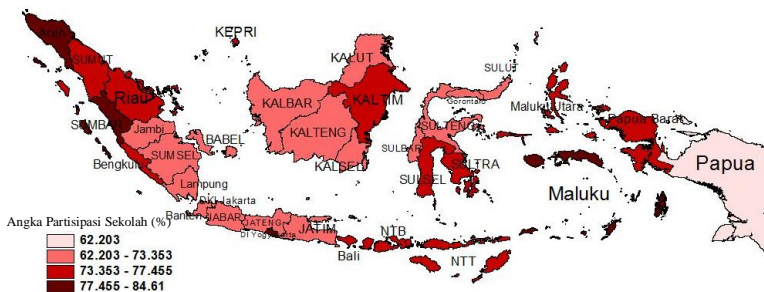 KEPRI
Aceh
SUMUT
KALUT
SULUT
Riau
KALBAR
KALTIM
Gorontalo
Maluku Utara
Papua Barat
SUMBAR
Jambi
BABEL
KALTENG
SULTENG
SULBAR
Papua
Bengkulu
SUMSEL
KALSEL
SULSEL
SULTRA
Lampung
Maluku
DKI Jakarta
Banten
JABAR
JATENG
JATIM
DI Yogyakarta
NTB
Bali
NTT
Angka Partisipasi Sekolah (%)
62.203
62.203 - 73.353
73.353 - 77.455
77.455 - 84.61